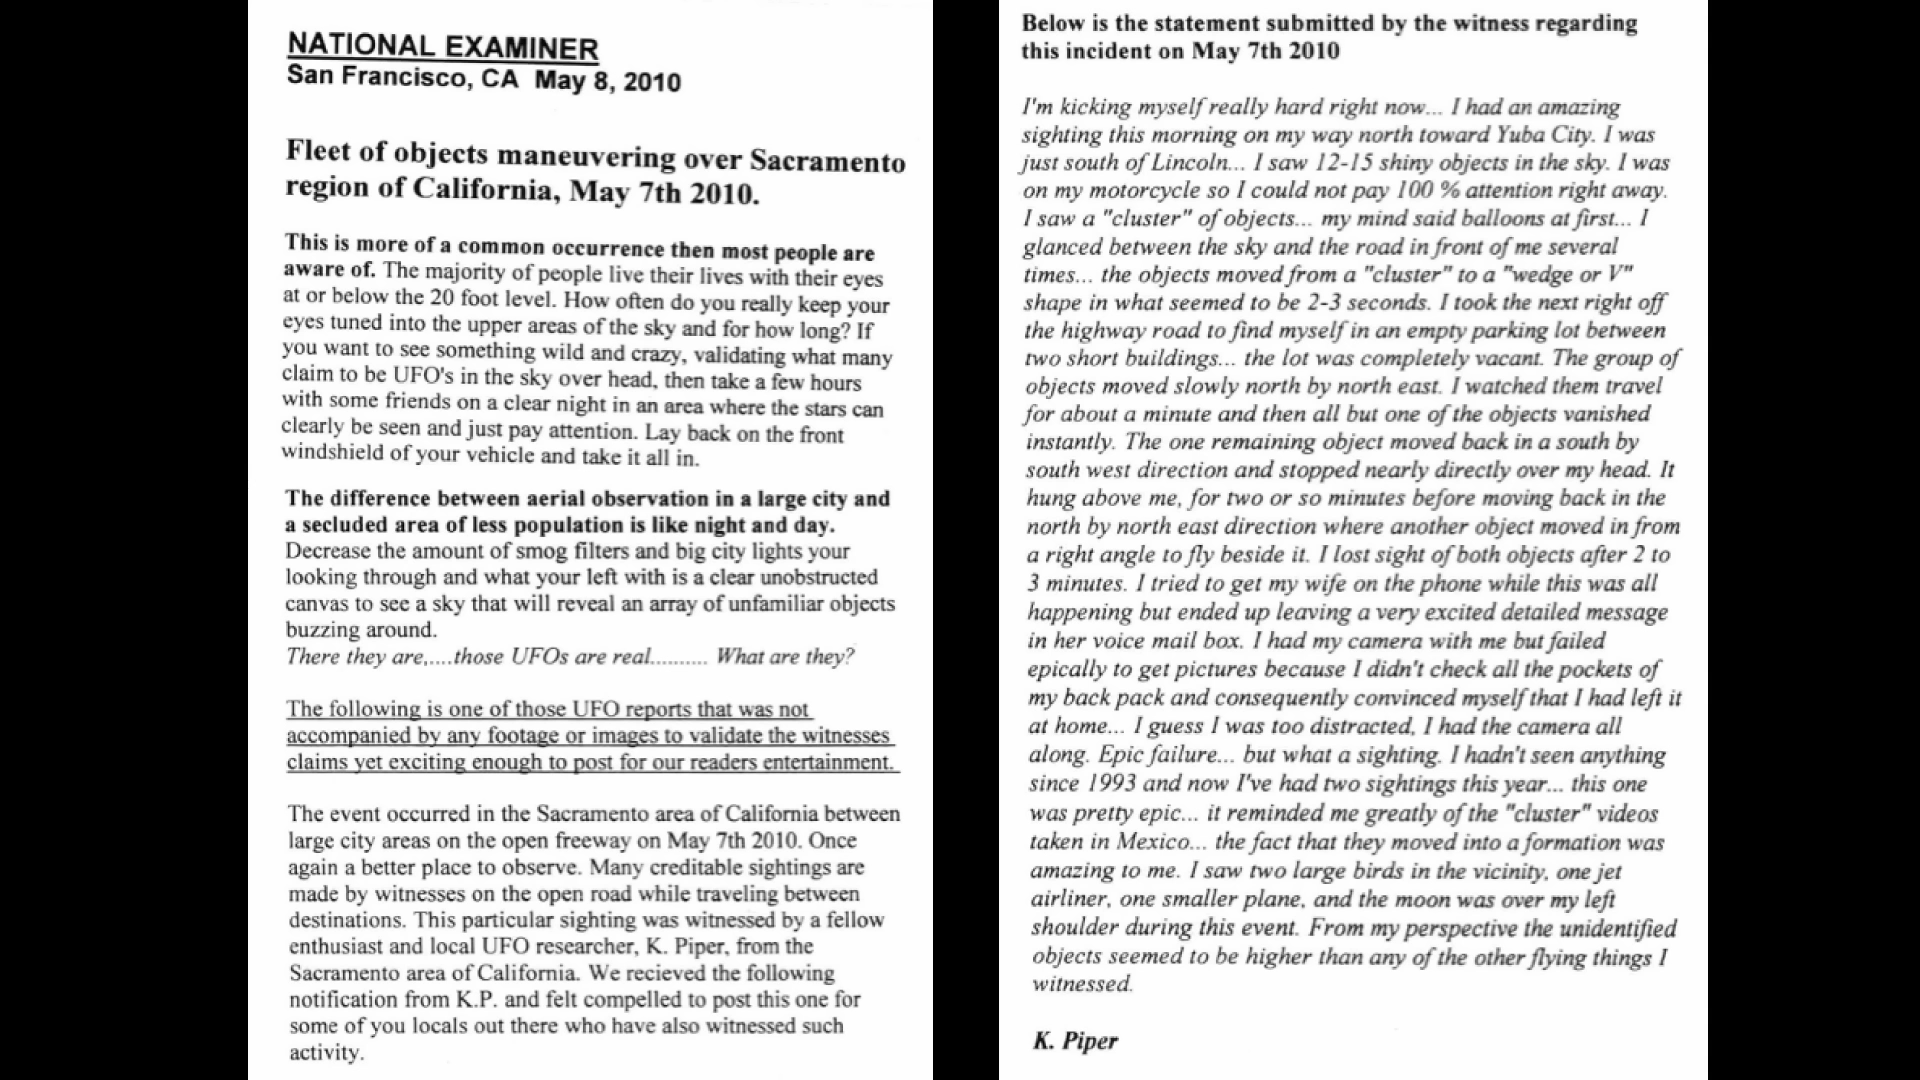 NATIONAL EXAMINER
San Francisco, CA May 8, 2010
Fleet of objects maneuvering over Sacramento
region of California, May 7th 2010.
This is more of a common occurrence then most people are
aware of. The majority of people live their lives with their eyes
at or below the 20 foot level. How often do you really keep your
eyes tuned into the upper areas of the sky and for how long? If
you want to see something wild and crazy, validating what many
claim to be UFO's in the sky over head, then take a few hours
with some friends on a clear night in an area where the stars can
clearly be seen and just pay attention. Lay back on the front
windshield of your vehicle and take it all in.
The difference between aerial observation in a large city and
a secluded area of less population is like night and day.
Decrease the amount of smog filters and big city lights your
looking through and what your left with is a clear unobstructed
canvas to see a sky that will reveal an array of unfamiliar objects
buzzing around.
There they are,....those UFOs are real.......... What are they?
The following is one of those UFO reports that was not
accompanied by any footage or images to validate the witnesses
claims yet exciting enough to post for our readers entertainment.
The event occurred in the Sacramento area of California between
large city areas on the open freeway on May 7th 2010. Once
again a better place to observe. Many creditable sightings are
made by witnesses on the open road while traveling between
destinations. This particular sighting was witnessed by a fellow
enthusiast and local UFO researcher, K. Piper, from the
Sacramento area of California. We recieved the following
notification from K.P. and felt compelled to post this one for
some of you locals out there who have also witnessed such
activity.
Below is the statement submitted by the witness regarding
this incident on May 7th 2010
I'm kicking myself really hard right now... I had an amazing
sighting this morning on my way north toward Yuba City. I was
just south of Lincoln... I saw 12-15 shiny objects in the sky. I was
on my motorcycle so I could not pay 100 % attention right away.
I saw a "cluster" of objects... my mind said balloons at first... I
glanced between the sky and the road in front of me several
times... the objects moved from a "cluster" to a "wedge or V"
shape in what seemed to be 2-3 seconds. I took the next right off
the highway road to find myself in an empty parking lot between
two short buildings... the lot was completely vacant. The group of
objects moved slowly north by north east. I watched them travel
for about a minute and then all but one of the objects vanished
instantly. The one remaining object moved back in a south by
south west direction and stopped nearly directly over my head. It
hung above me, for two or so minutes before moving back in the
north by north east direction where another object moved in from
a right angle to fly beside it. I lost sight of both objects after 2 to
3 minutes. I tried to get my wife on the phone while this was all
happening but ended up leaving a very excited detailed message
in her voice mail box. I had my camera with me but failed
epically to get pictures because I didn't check all the pockets of
my back pack and consequently convinced myself that I had left it
at home... I guess I was too distracted, I had the camera all
along. Epic failure... but what a sighting. I hadn't seen anything
since 1993 and now I've had two sightings this year... this one
was pretty epic... it reminded me greatly of the "cluster" videos
taken in Mexico... the fact that they moved into a formation was
amazing to me. I saw two large birds in the vicinity, one jet
airliner, one smaller plane, and the moon was over my left
shoulder during this event. From my perspective the unidentified
objects seemed to be higher than any of the other flying things I
witnessed.
K. Piper